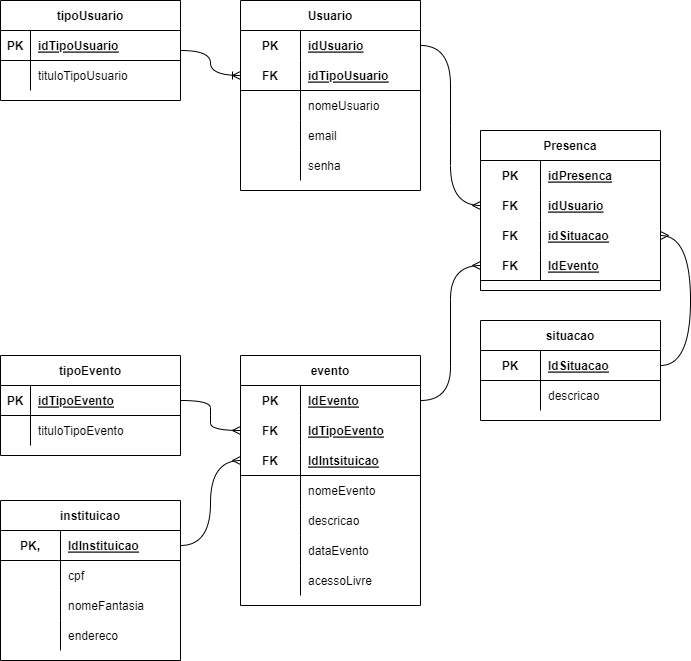 tipoUsuario
PK idTipoUsuario
tituloTipoUsuario
Usuario
PK idUsuario
FK idTipoUsuario
nomeUsuario
email
senha
Presenca
PK idPresenca
FK idUsuario
FK idSituacao
FK IdEvento
situacao
PK IdSituacao
descricao
tipoEvento
PK idTipoEvento
tituloTipoEvento
evento
PK IdEvento
FK IdTipoEvento
FK IdIntsituicao
nomeEvento
descricao
dataEvento
acessoLivre
instituicao
PK, IdInstituicao
cpf
nomeFantasia
endereco